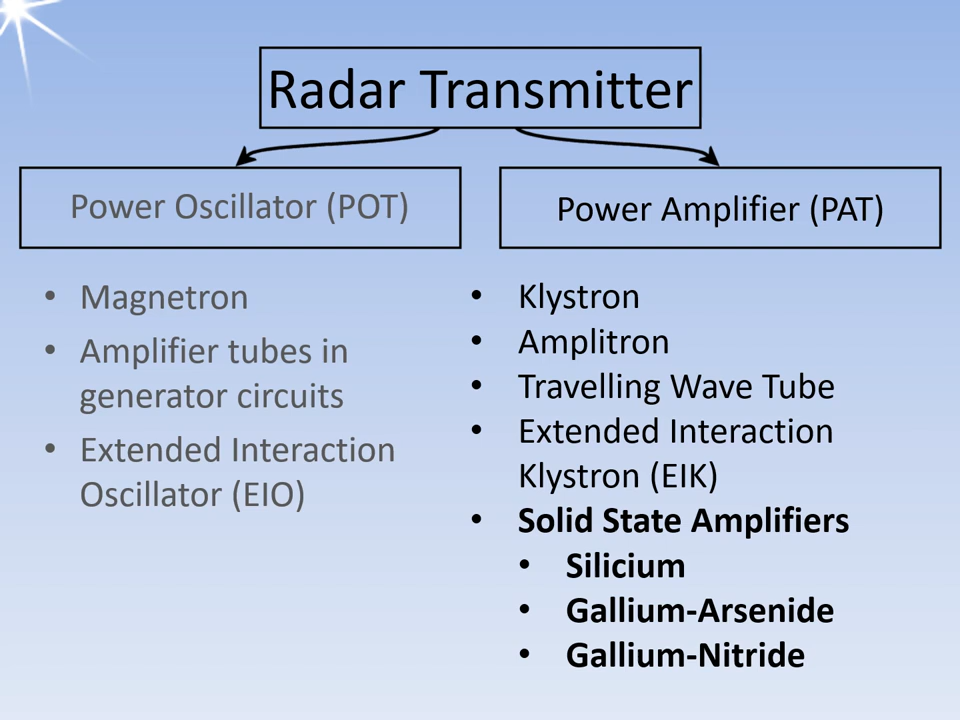 Radar Transmitter
Power Oscillator (POT)
• Magnetron
• Amplifier tubes in
generator circuits
• Extended Interaction
Oscillator (EIO)
Power Amplifier (PAT)
• Klystron
• Amplitron
• Travelling Wave Tube
• Extended Interaction
Klystron (EIK)
• Solid State Amplifiers
• Silicium
• Gallium-Arsenide
• Gallium-Nitride